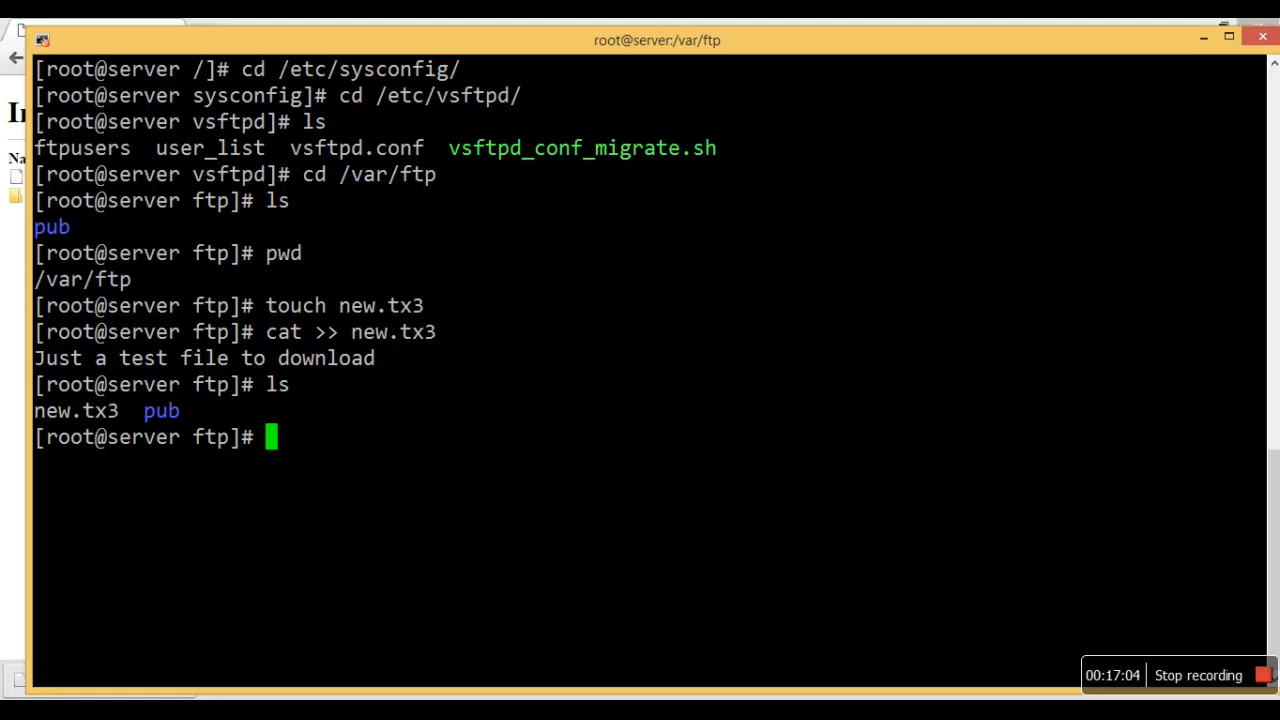 root@server:/var/ftp
[root@server /]# cd /etc/sysconfig/
[root@server sysconfig]# cd /etc/vsftpd/
[root@server vsftpd]# ls
ftpusers  user_list  vsftpd.conf  vsftpd_conf_migrate.sh
[root@server vsftpd]# cd /var/ftp
[root@server ftp]# ls
pub
[root@server ftp]# pwd
/var/ftp
[root@server ftp]# touch new.tx3
[root@server ftp]# cat >> new.tx3
Just a test file to download
[root@server ftp]# ls
new.tx3  pub
[root@server ftp]#
00:17:04 Stop recording